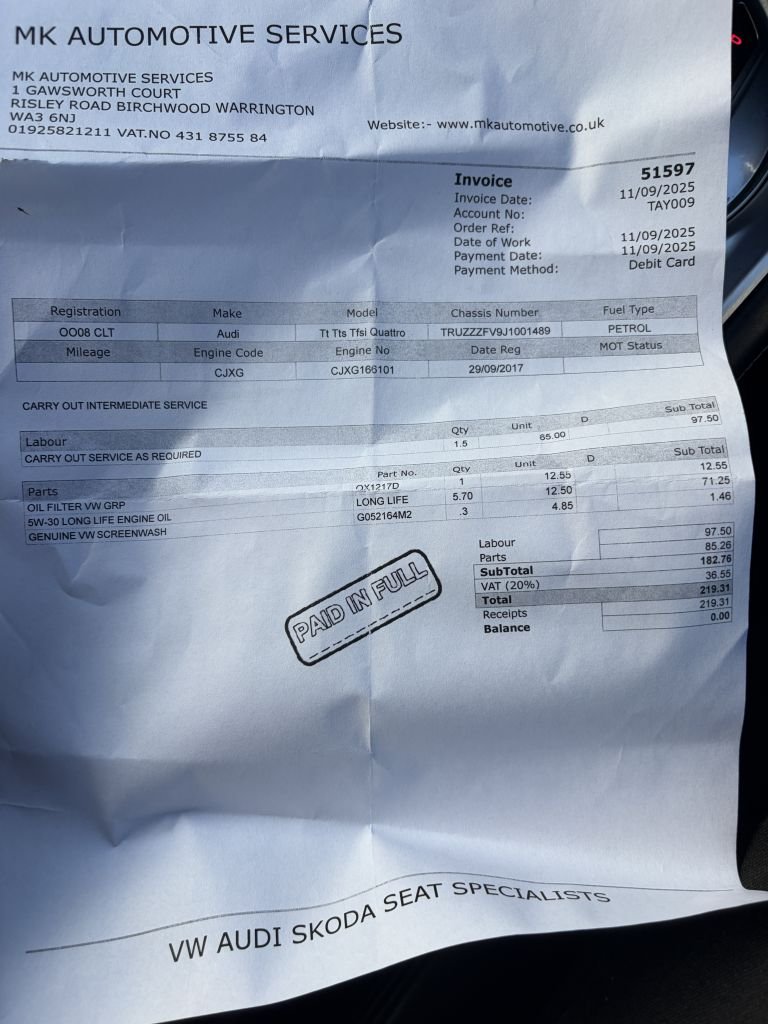 MK AUTOMOTIVE SERVICES
MK AUTOMOTIVE SERVICES
1 GAWSWORTH COURT
RISLEY ROAD BIRCHWOOD WARRINGTON
WA3 6NJ
01925821211 VAT.NO 431 8755 84
Website:- www.mkautomotive.co.uk
Invoice 51597
Invoice Date: 11/09/2025
Account No: TAY009
Order Ref:
Date of Work 11/09/2025
Payment Date: 11/09/2025
Payment Method: Debit Card
Registration Make Model Chassis Number Fuel Type
OO08 CLT Audi Tt Tts Tfsi Quattro TRUZZZFV9J1001489 PETROL
Mileage Engine Code Engine No Date Reg MOT Status
CJXG CJXG166101 29/09/2017
CARRY OUT INTERMEDIATE SERVICE
Labour Qty Unit D Sub Total
CARRY OUT SERVICE AS REQUIRED 1.5 65.00 97.50
Parts Part No. Qty Unit D Sub Total
OIL FILTER VW GRP OX1217D 1 12.55 12.55
5W-30 LONG LIFE ENGINE OIL LONG LIFE 5.70 12.50 71.25
GENUINE VW SCREENWASH G052164M2 .3 4.85 1.46
Labour 97.50
Parts 85.26
SubTotal 182.76
VAT (20%) 36.55
Total 219.31
Receipts 219.31
Balance 0.00
PAID IN FULL
VW AUDI SKODA SEAT SPECIALISTS